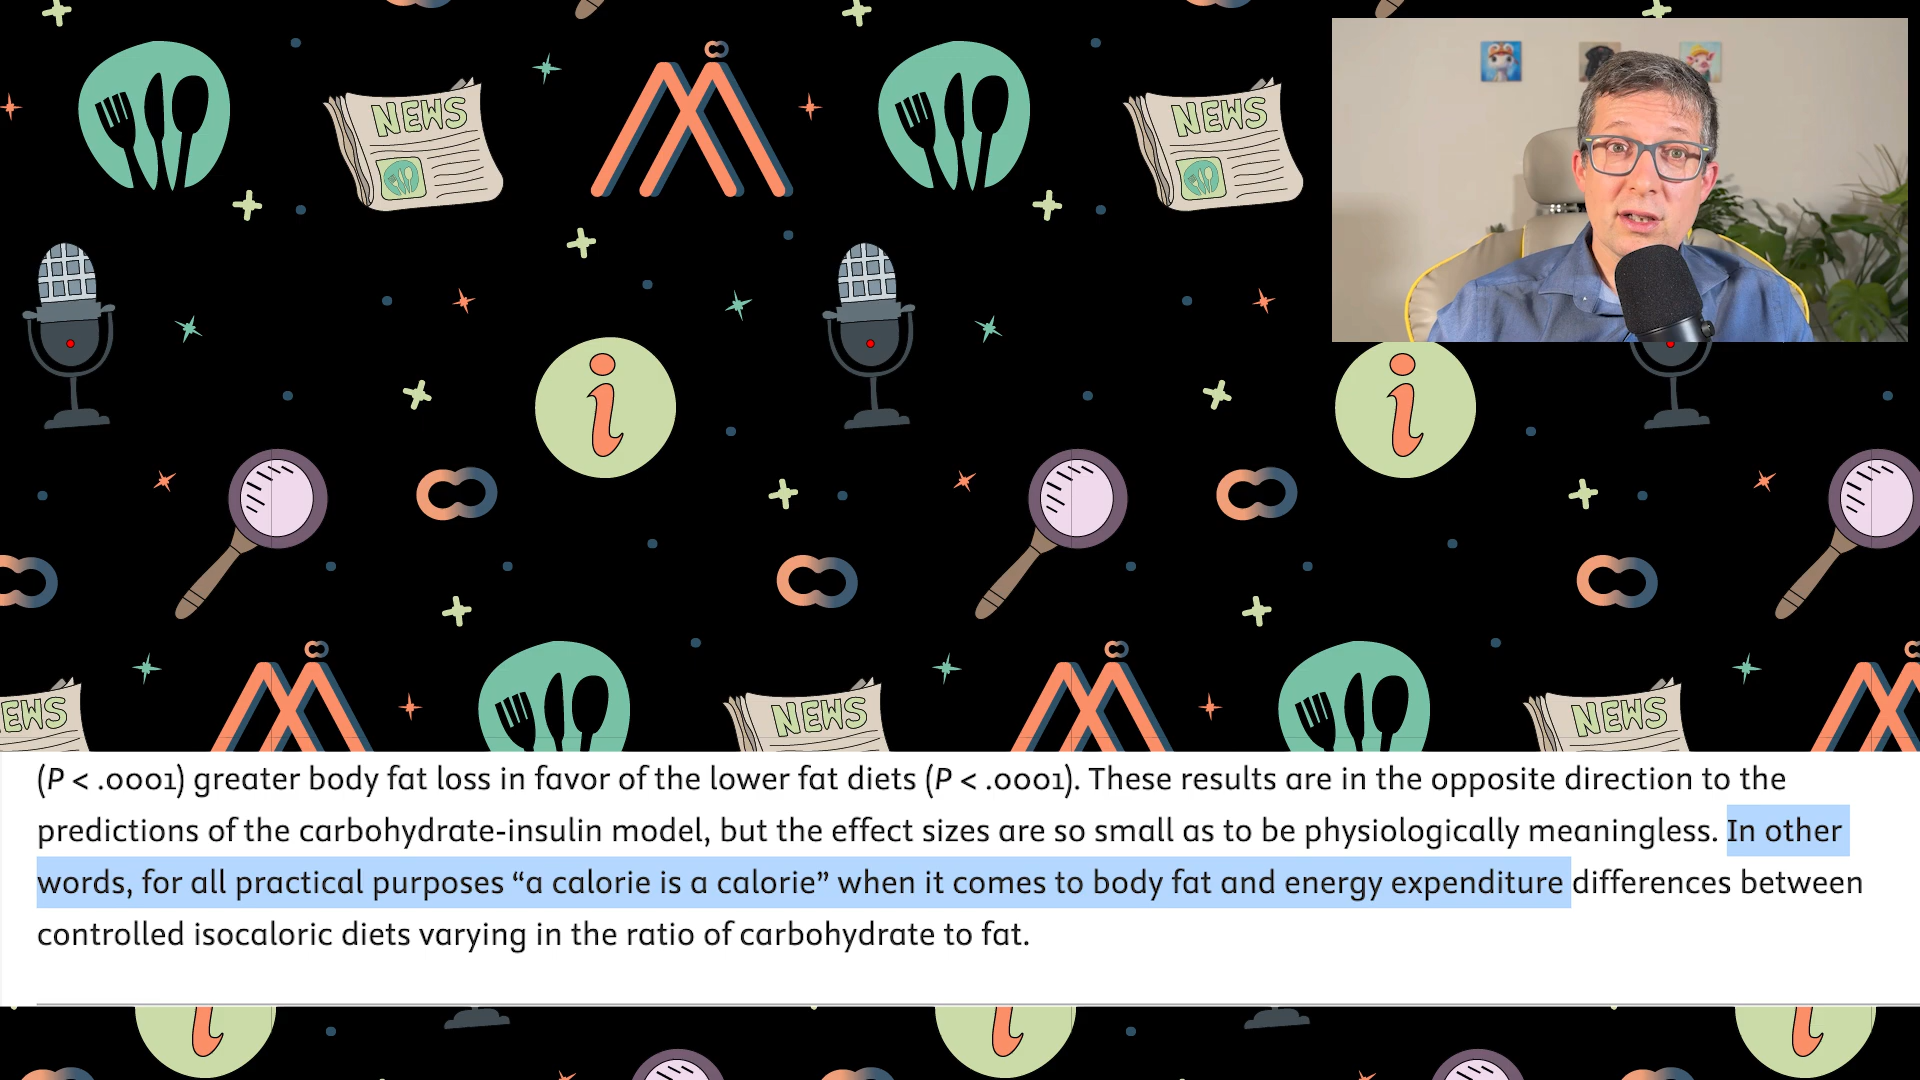 NEWS
NEWS
EWS
NEWS
NEWS
(P < .0001) greater body fat loss in favor of the lower fat diets (P < .0001). These results are in the opposite direction to the
predictions of the carbohydrate-insulin model, but the effect sizes are so small as to be physiologically meaningless. In other
words, for all practical purposes “a calorie is a calorie” when it comes to body fat and energy expenditure differences between
controlled isocaloric diets varying in the ratio of carbohydrate to fat.